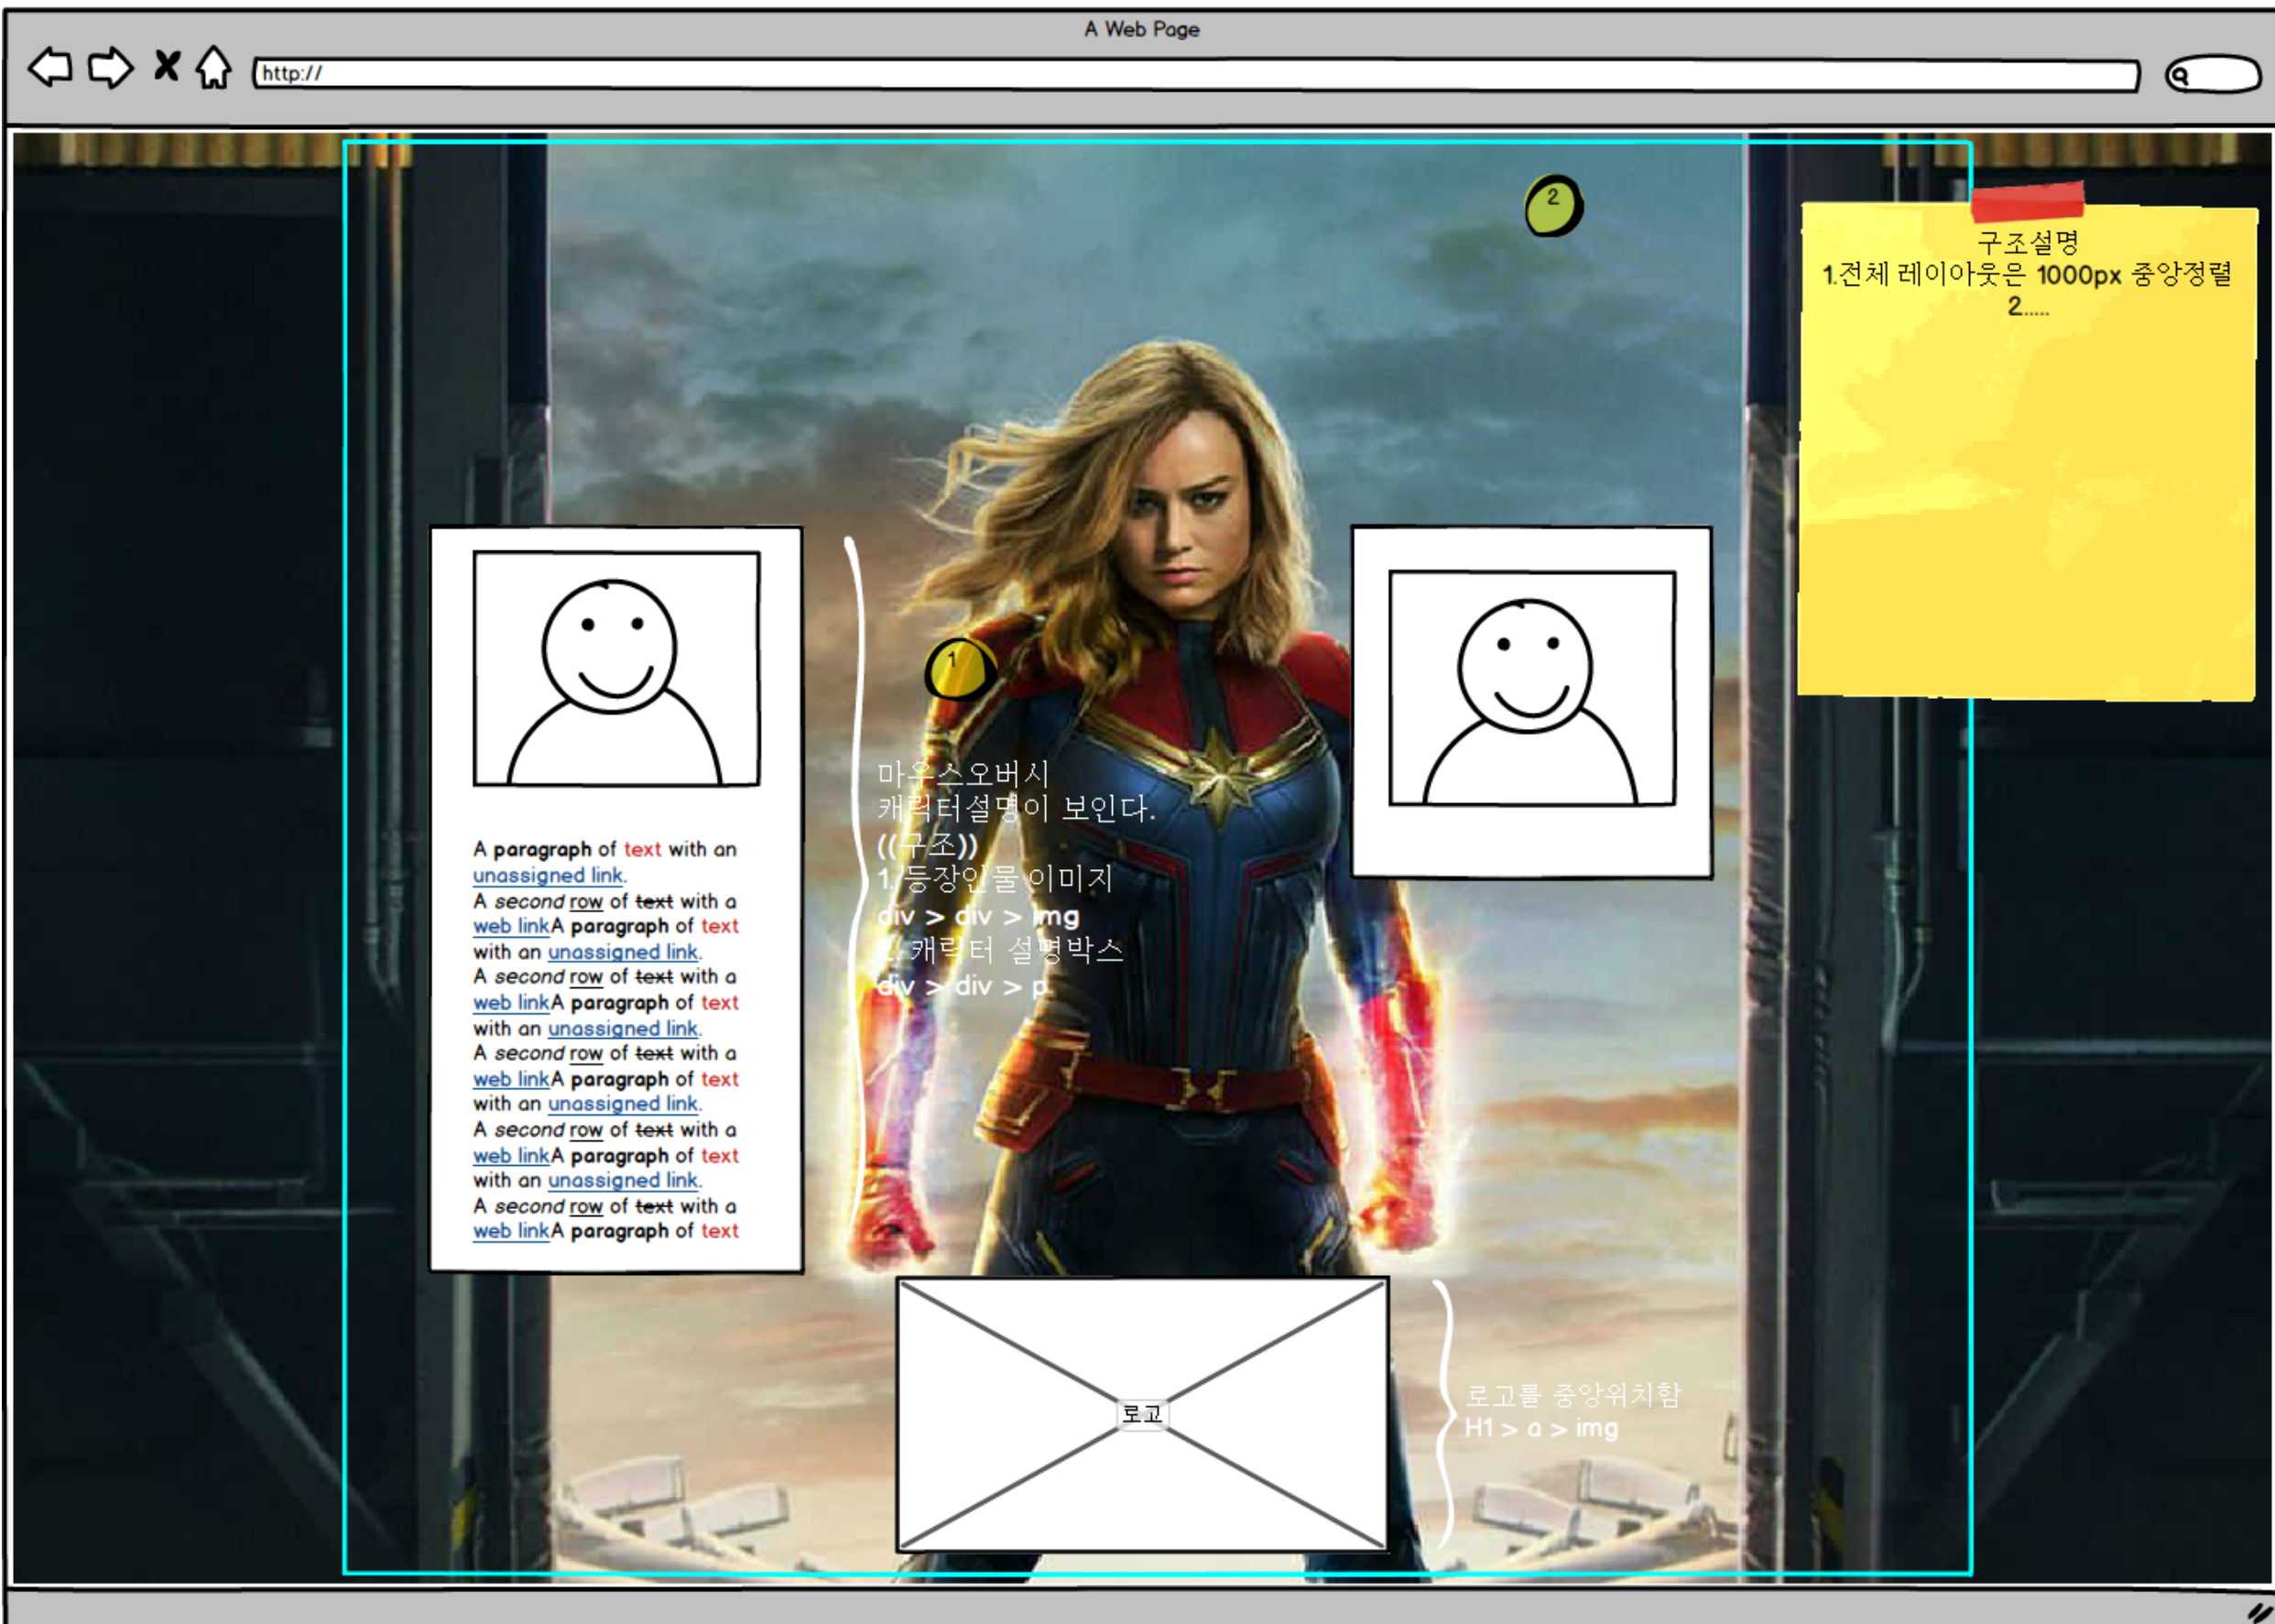 A Web Page
http://
2
구조설명
1.전체 레이아웃은 1000px 중앙정렬
2.....
1
마우스오버시
캐릭터설명이 보인다.
((구조))
1. 등장인물 이미지
div > div > img
2. 캐릭터 설명박스
div > div > p
A paragraph of text with an
unassigned link.
A second row of text with a
web linkA paragraph of text
with an unassigned link.
A second row of text with a
web linkA paragraph of text
with an unassigned link.
A second row of text with a
web linkA paragraph of text
with an unassigned link.
A second row of text with a
web linkA paragraph of text
with an unassigned link.
A second row of text with a
web linkA paragraph of text
로고
로고를 중앙위치함
H1 > a > img